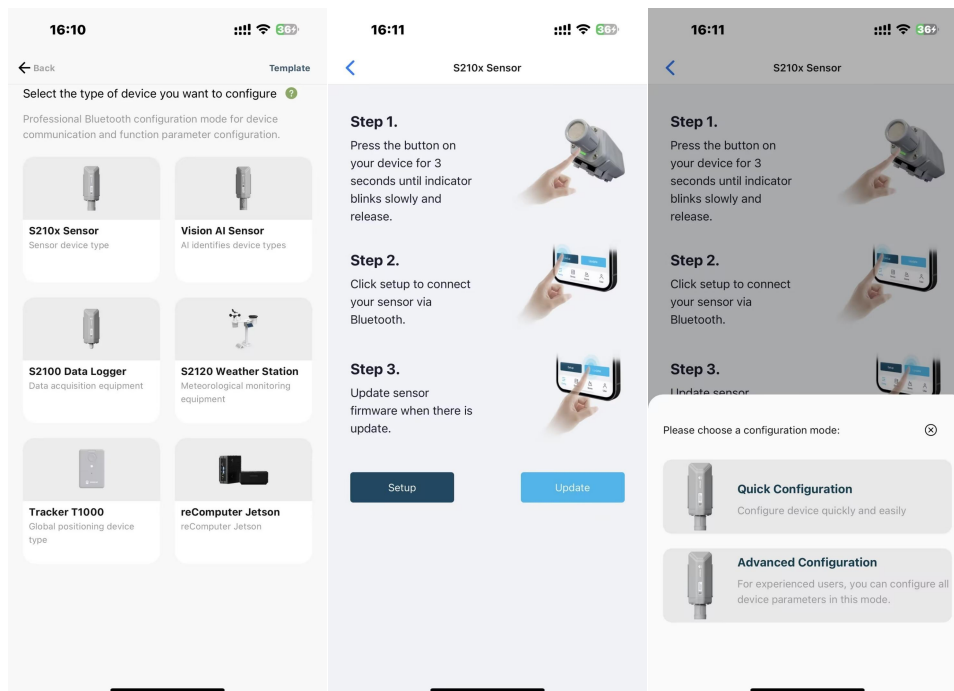 16:10
36
Back
Template
Select the type of device you want to configure ?
Professional Bluetooth configuration mode for device
communication and function parameter configuration.
S210x Sensor
Sensor device type
Vision AI Sensor
AI identifies device types
S2100 Data Logger
Data acquisition equipment
S2120 Weather Station
Meteorological monitoring
equipment
Tracker T1000
Global positioning device
type
reComputer Jetson
reComputer Jetson
16:11
36
S210x Sensor
Step 1.
Press the button on
your device for 3
seconds until indicator
blinks slowly and
release.
Step 2.
Click setup to connect
your sensor via
Bluetooth.
Step 3.
Update sensor
firmware when there is
update.
Setup
Update
16:11
36
S210x Sensor
Step 1.
Press the button on
your device for 3
seconds until indicator
blinks slowly and
release.
Step 2.
Click setup to connect
your sensor via
Bluetooth.
Step 3.
Update sensor
Please choose a configuration mode:
Quick Configuration
Configure device quickly and easily
Advanced Configuration
For experienced users, you can configure all
device parameters in this mode.